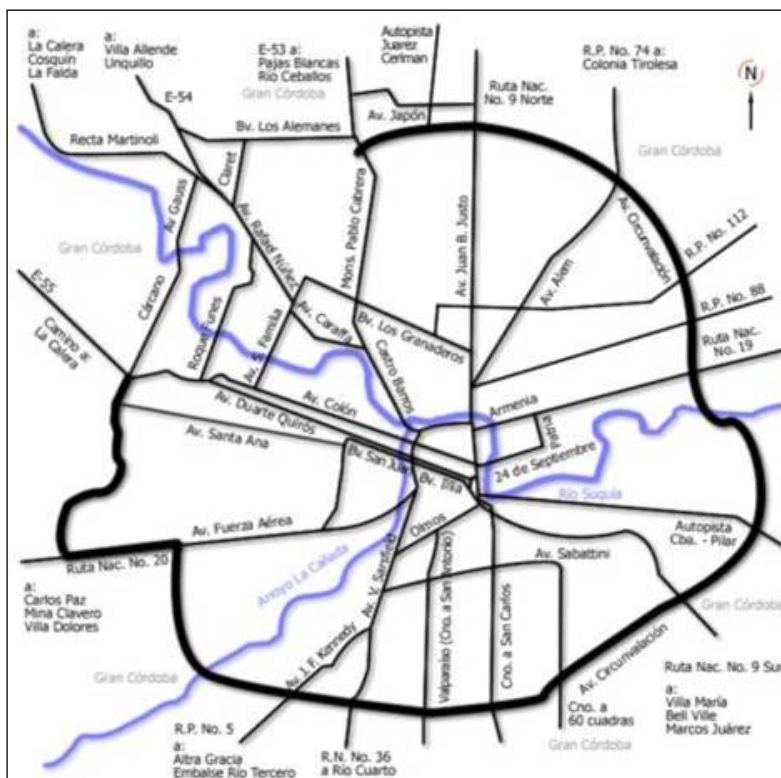 a:
La Calera
Cosquin
La Falda
a:
Villa Allende
Unquillo
E-53 a:
Pajas Blancas
Río Ceballos
Autopista
Juaréz
Cerlman
R.P. No. 74 a:
Colonia Tirolesa
N
E-54
Gran Córdoba
Ruta Nac.
No. 9 Norte
Av. Japón
Recta Martinoli
Bv. Los Alemanes
Gran Córdoba
Claret
Av Gauss
Av. Rafael Núñez
Mons. Pablo Cabrera
Av. Juan B. Justo
Av. Circunvalación
R.P. No. 112
Gran Córdoba
E-55
Camino a:
La Calera
Cárcano
Roque Funes
Av. S. Familia
Av. Caraffa
Bv. Los Granaderos
Av. Alem
R.P. No. 88
Ruta Nac.
No. 19
Castro Barros
Av. Colón
Av. Duarte Quirós
Armenia
Patria
Av. Santa Ana
Bv. San Juan
Bv. Illia
24 de Septiembre
Río Suquía
Av. Fuerza Aérea
Olmos
Autopista
Cba. - Pilar
Ruta Nac. No. 20
Arroyo La Cañada
Av. V. Sarsfield
Av. Sabattini
a:
Carlos Paz
Mina Clavero
Villa Dolores
Valparaíso (Cno. a San Antonio)
Cno. a San Carlos
Gran Córdoba
Gran Córdoba
Av. J. F. Kennedy
Av. Circunvalación
Ruta Nac. No. 9 Sur
a:
Villa María
Bell Ville
Marcos Juárez
R.P. No. 5
a:
Altra Gracia
Embalse Río Tercero
R.N. No. 36
a Río Cuarto
Cno. a
60 cuadras
Gran Córdoba